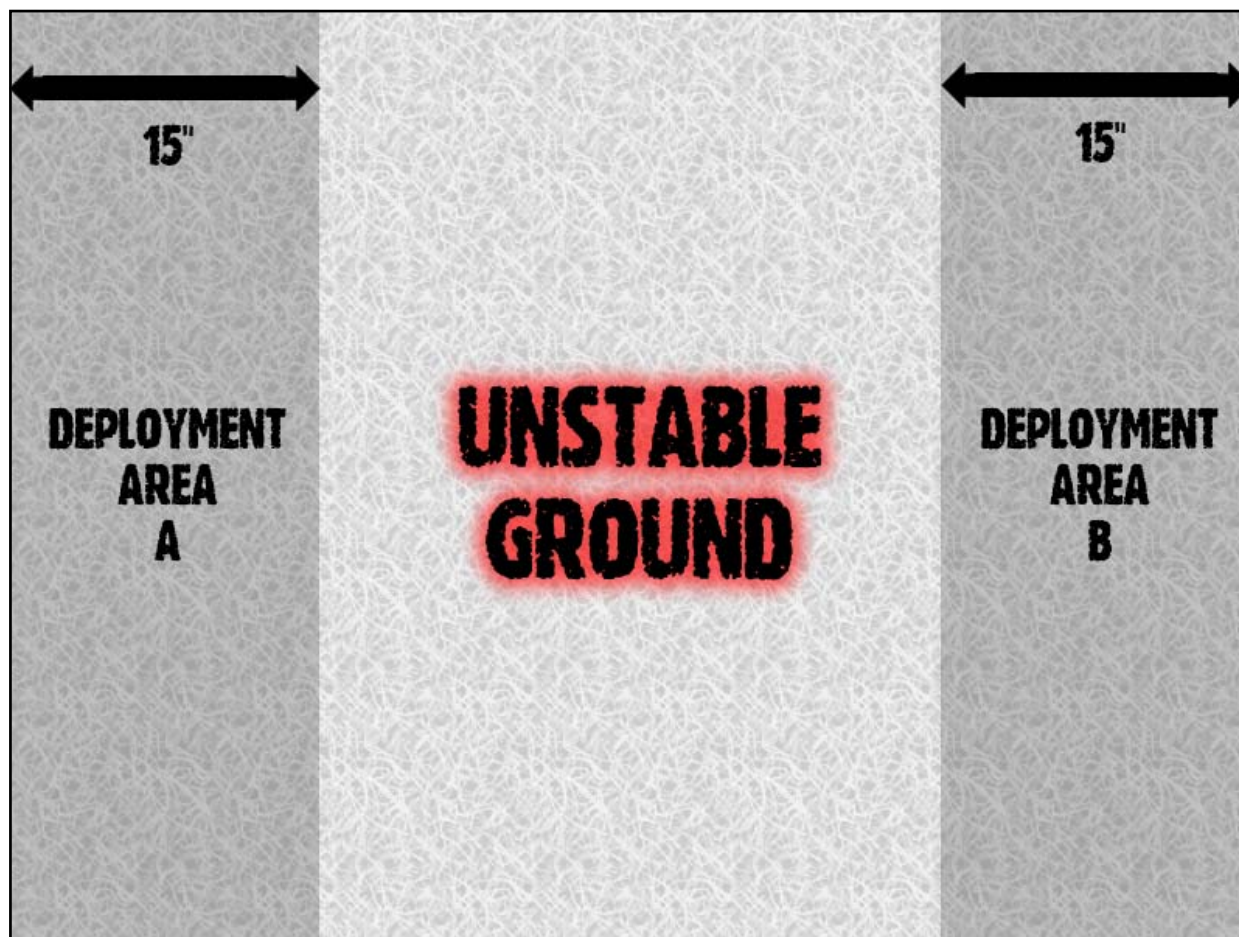 15"
15"
DEPLOYMENT
AREA
A
UNSTABLE
GROUND
DEPLOYMENT
AREA
B